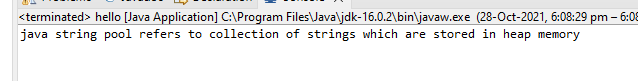 <terminated> hello [Java Application] C:\Program Files\Java\jdk-16.0.2\bin\javaw.exe (28-Oct-2021, 6:08:29 pm – 6:08
java string pool refers to collection of strings which are stored in heap memory